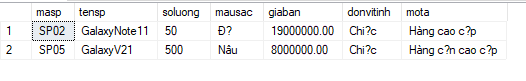 masp tensp soluong mausac giaban donvitinh mota
1 SP02 GalaxyNote11 50 Đ? 19000000.00 Chi?c Hàng cao c?p
2 SP05 GalaxyV21 500 Nâu 8000000.00 Chi?c Hàng c?n cao c?p